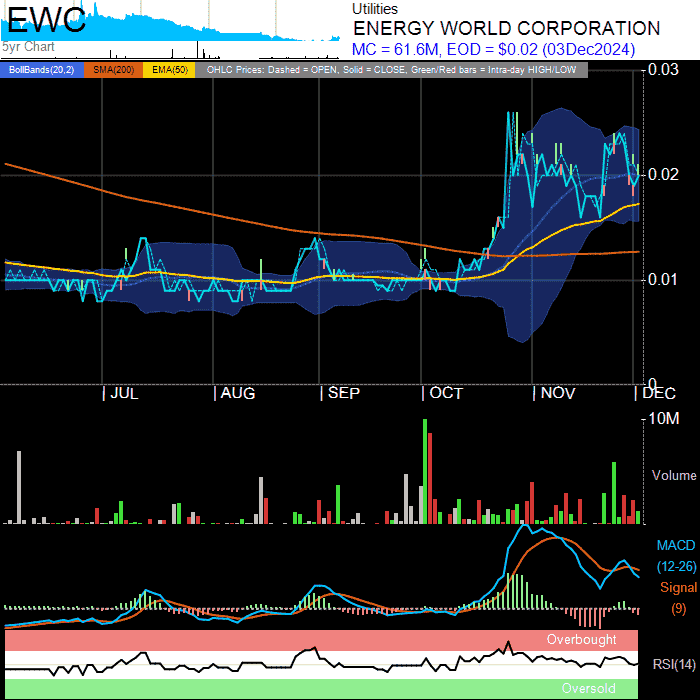 EWC
5yr Chart
Utilities
ENERGY WORLD CORPORATION
MC = 61.6M, EOD = $0.02 (03Dec2024)
BollBands(20,2) SMA(200) EMA(50) OHLC Prices: Dashed = OPEN, Solid = CLOSE, Green/Red bars = Intra-day HIGH/LOW
0.03
0.02
0.01
0
JUL AUG SEP OCT NOV DEC
10M
Volume
MACD
(12-26)
Signal
(9)
Overbought
RSI(14)
Oversold